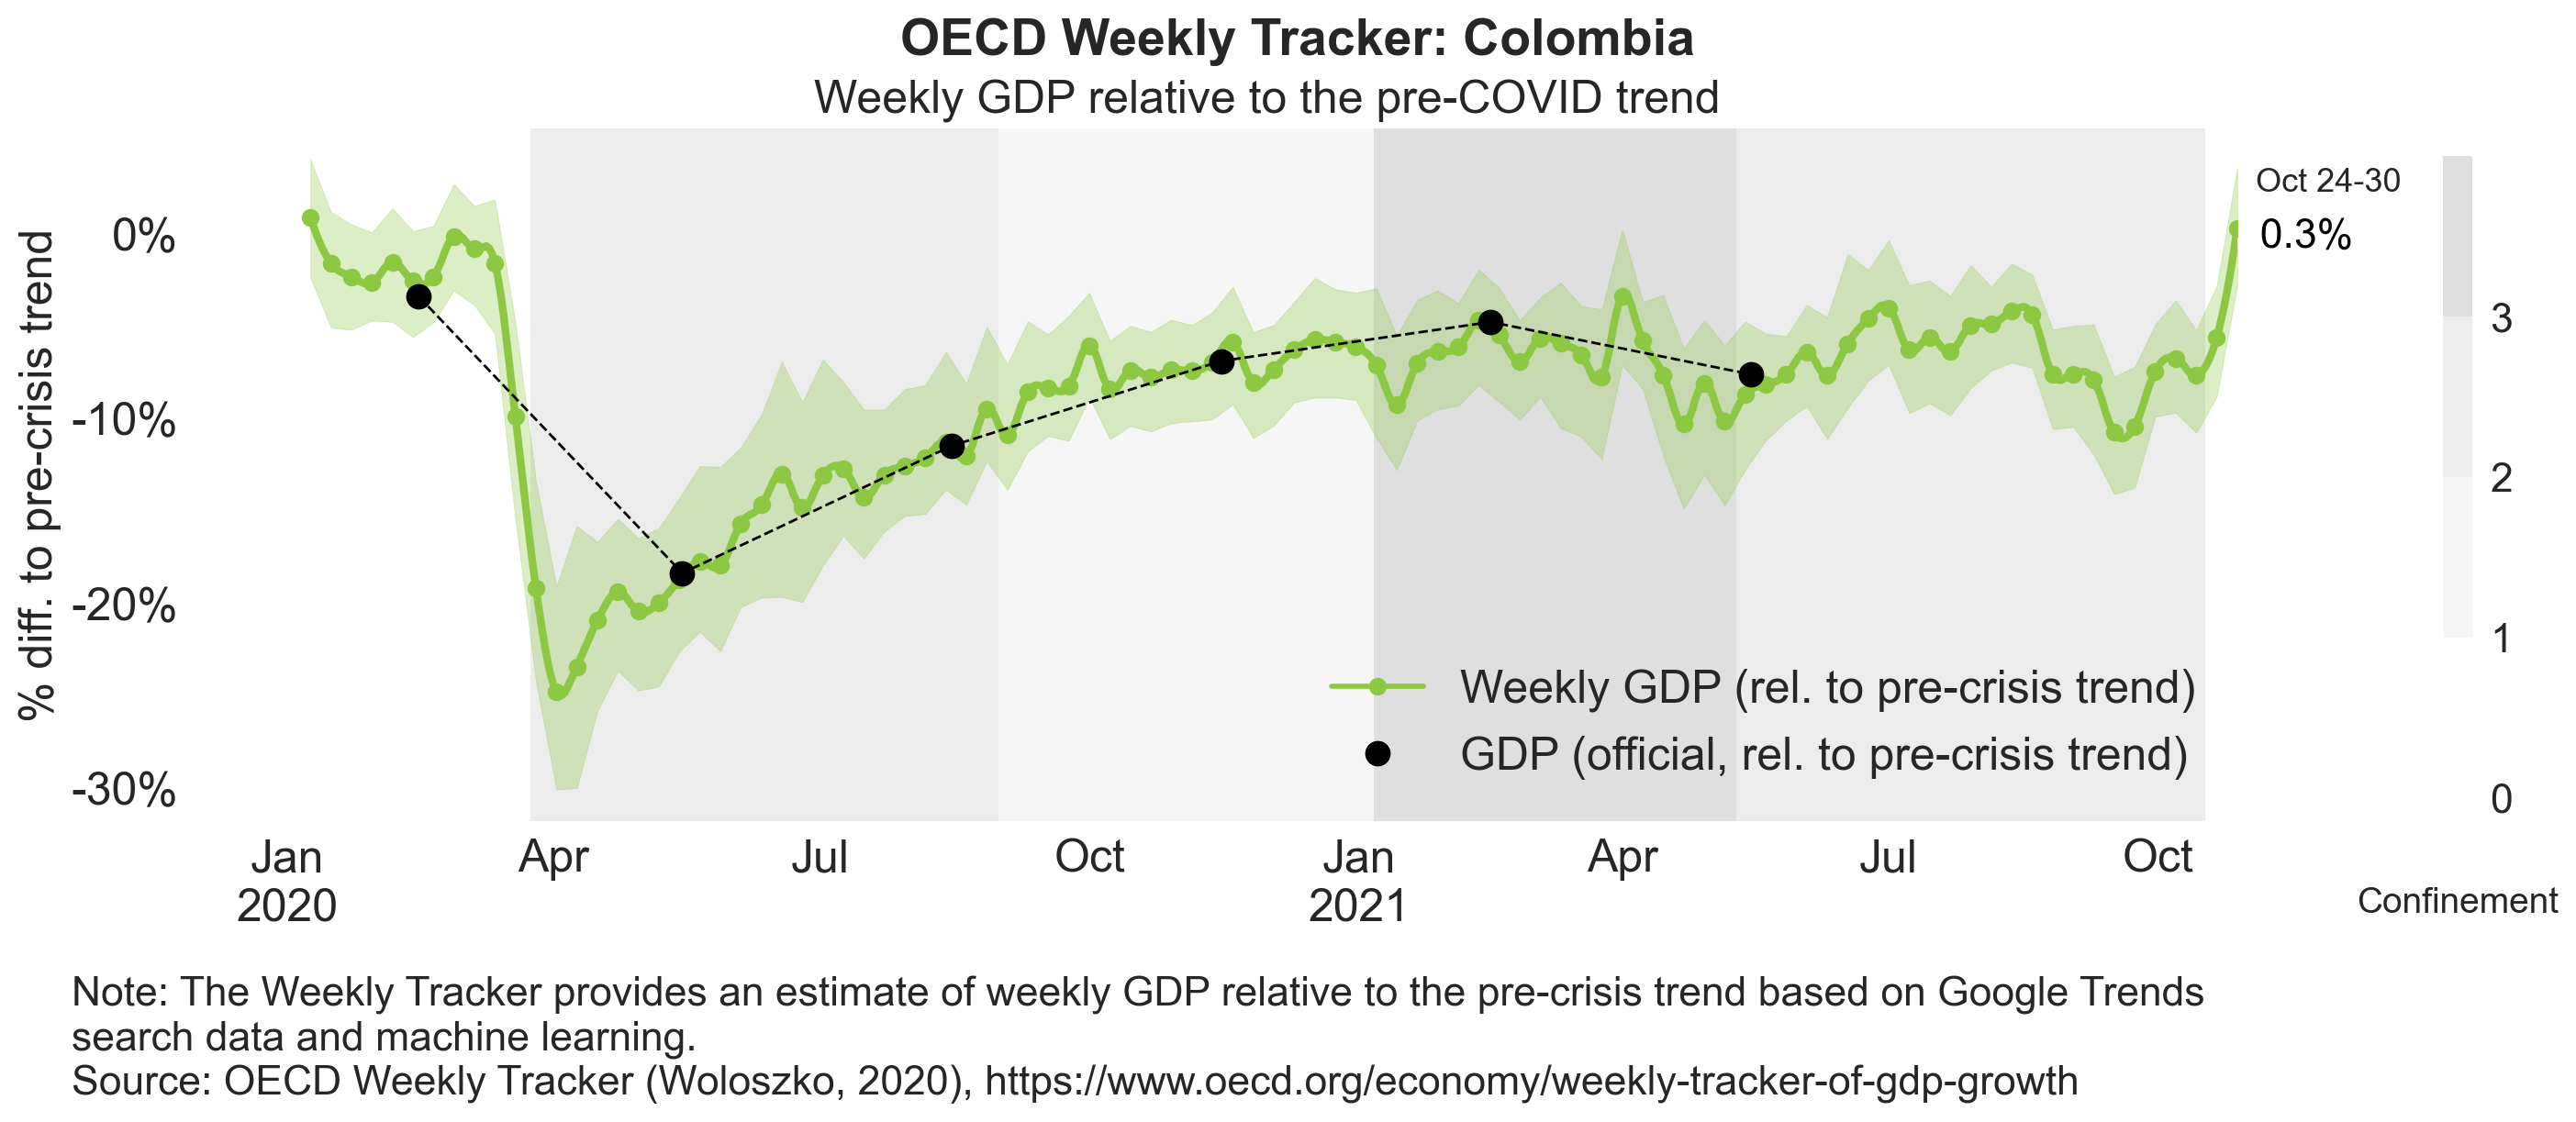 OECD Weekly Tracker: Colombia
Weekly GDP relative to the pre-COVID trend
% diff. to pre-crisis trend
0%
-10%
-20%
-30%
Oct 24-30
0.3%
3
2
1
0
Confinement
Weekly GDP (rel. to pre-crisis trend)
GDP (official, rel. to pre-crisis trend)
Jan Apr Jul Oct Jan Apr Jul Oct
2020 2021
Note: The Weekly Tracker provides an estimate of weekly GDP relative to the pre-crisis trend based on Google Trends
search data and machine learning.
Source: OECD Weekly Tracker (Woloszko, 2020), https://www.oecd.org/economy/weekly-tracker-of-gdp-growth